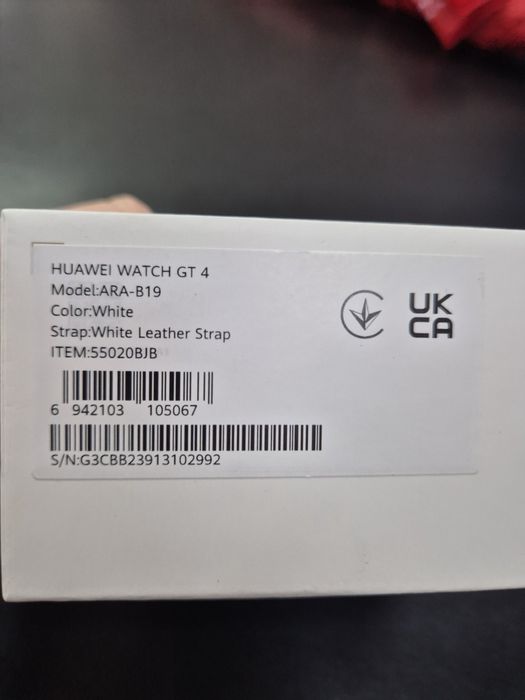 HUAWEI WATCH GT 4
Model:ARA-B19
Color:White
Strap:White Leather Strap
ITEM:55020BJB
UK
CA
6 942103 105067
S/N:G3CBB23913102992